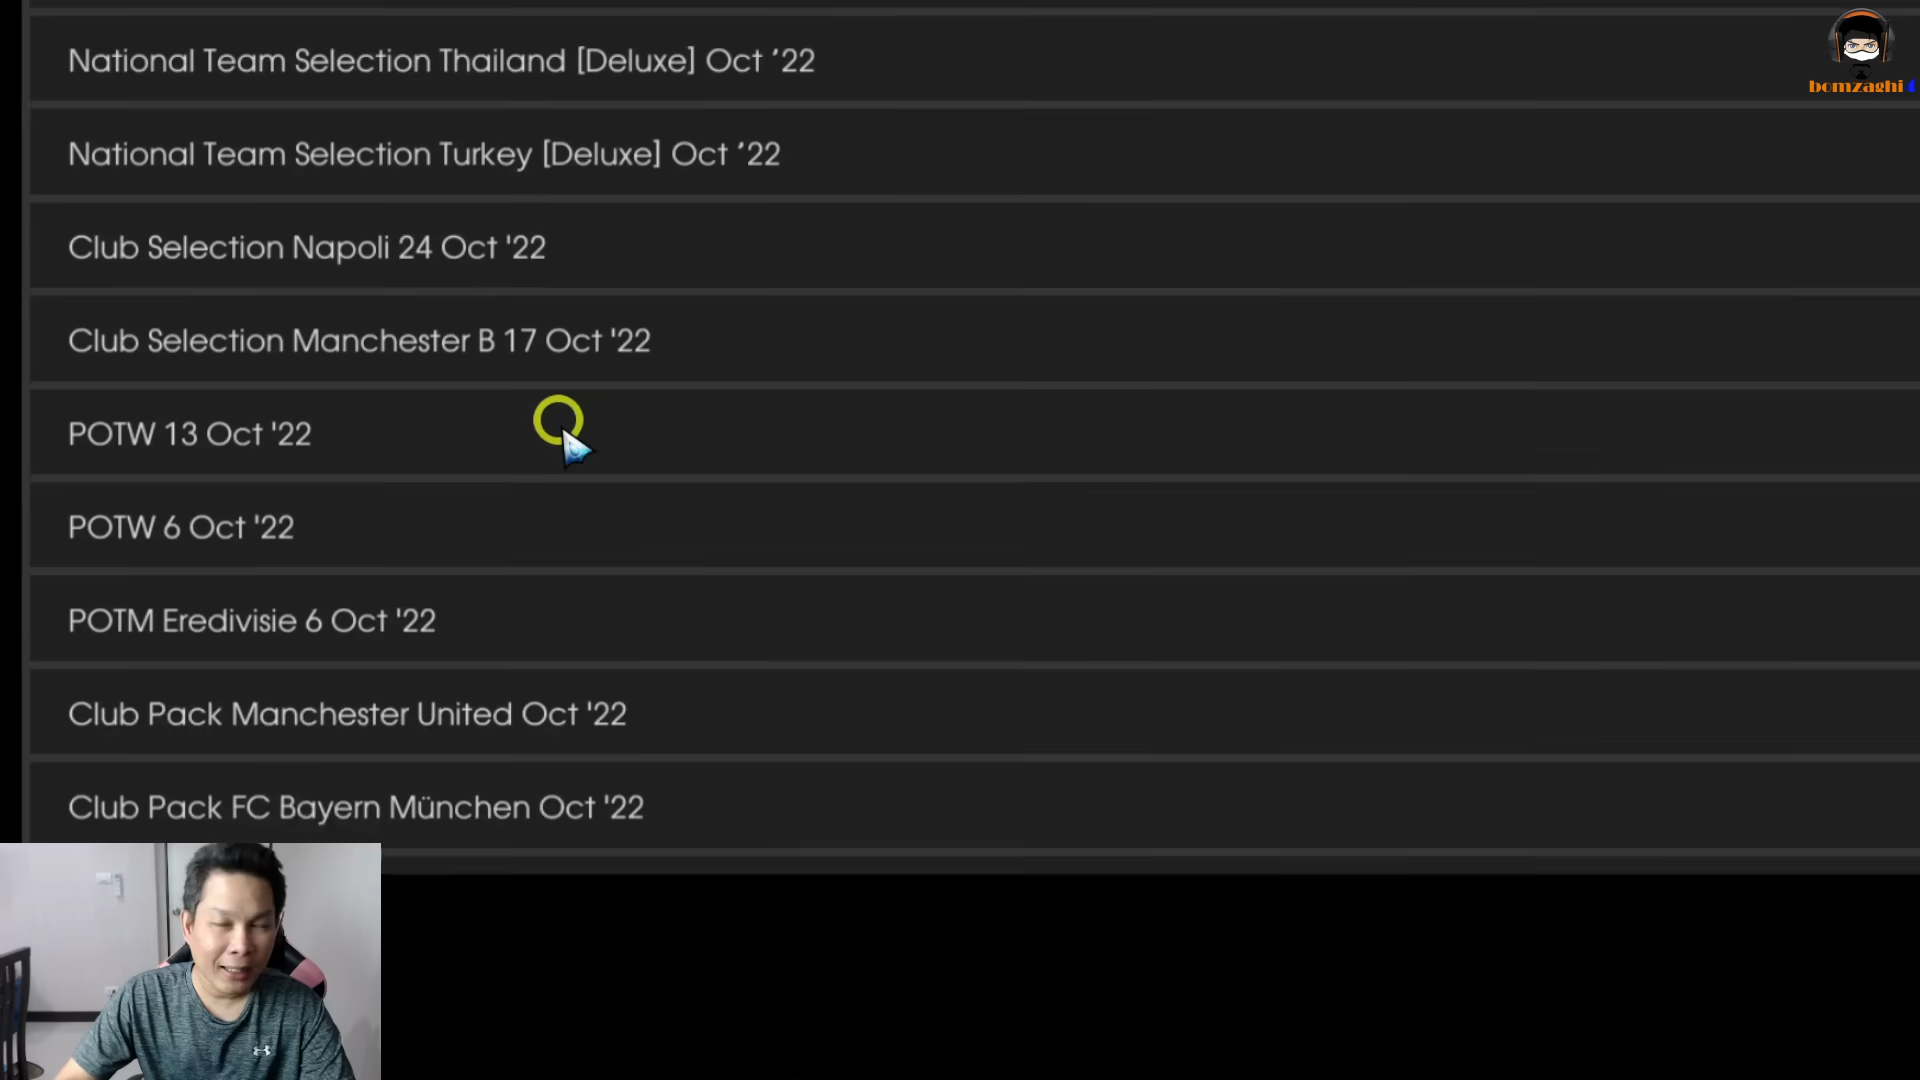 National Team Selection Thailand [Deluxe] Oct ‘22
bomzaghi
National Team Selection Turkey [Deluxe] Oct ‘22
Club Selection Napoli 24 Oct '22
Club Selection Manchester B 17 Oct '22
POTW 13 Oct '22
POTW 6 Oct '22
POTM Eredivisie 6 Oct '22
Club Pack Manchester United Oct '22
Club Pack FC Bayern München Oct '22